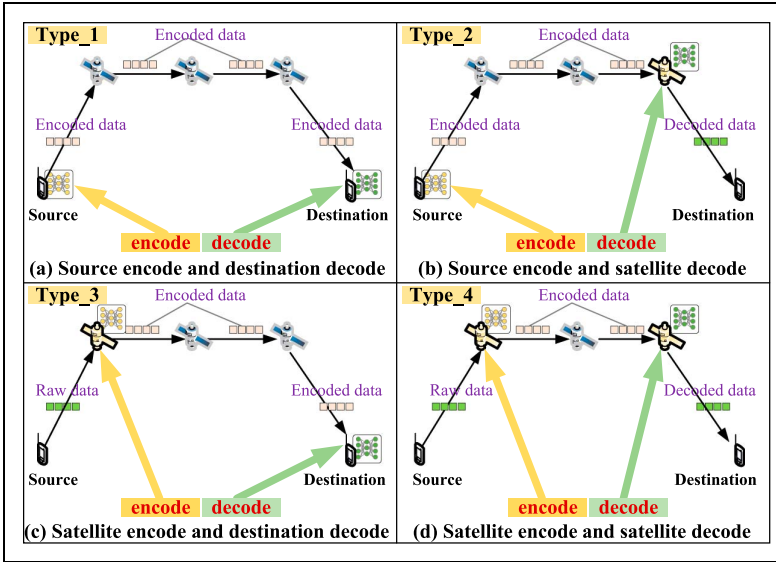 Type_1
Encoded data
Encoded data
Encoded data
Source
Destination
encode
decode
(a) Source encode and destination decode
Type_2
Encoded data
Encoded data
Decoded data
Source
Destination
encode
decode
(b) Source encode and satellite decode
Type_3
Encoded data
Raw data
Encoded data
Source
Destination
encode
decode
(c) Satellite encode and destination decode
Type_4
Encoded data
Raw data
Decoded data
Source
Destination
encode
decode
(d) Satellite encode and satellite decode